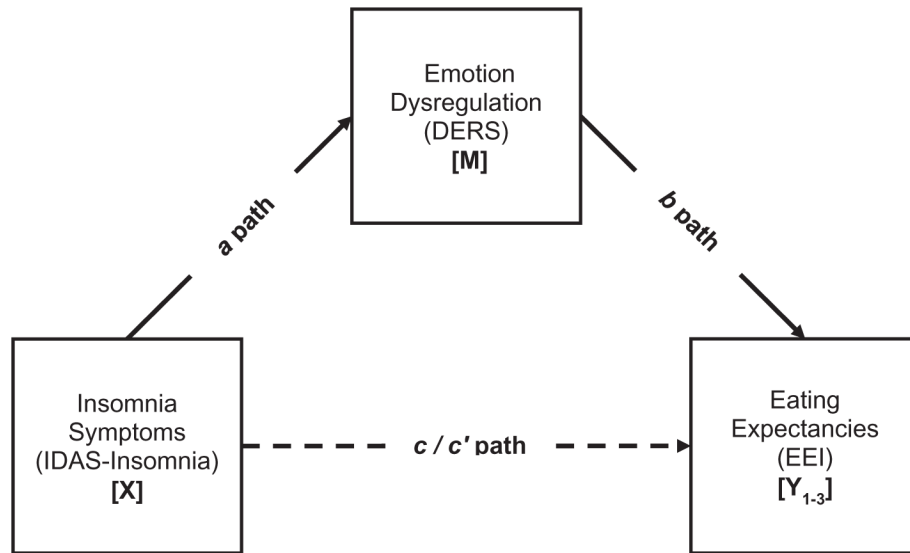 Emotion
Dysregulation
(DERS)
[M]
a path
b path
Insomnia
Symptoms
(IDAS-Insomnia)
[X]
c / c' path
Eating
Expectancies
(EEI)
[Y1-3]